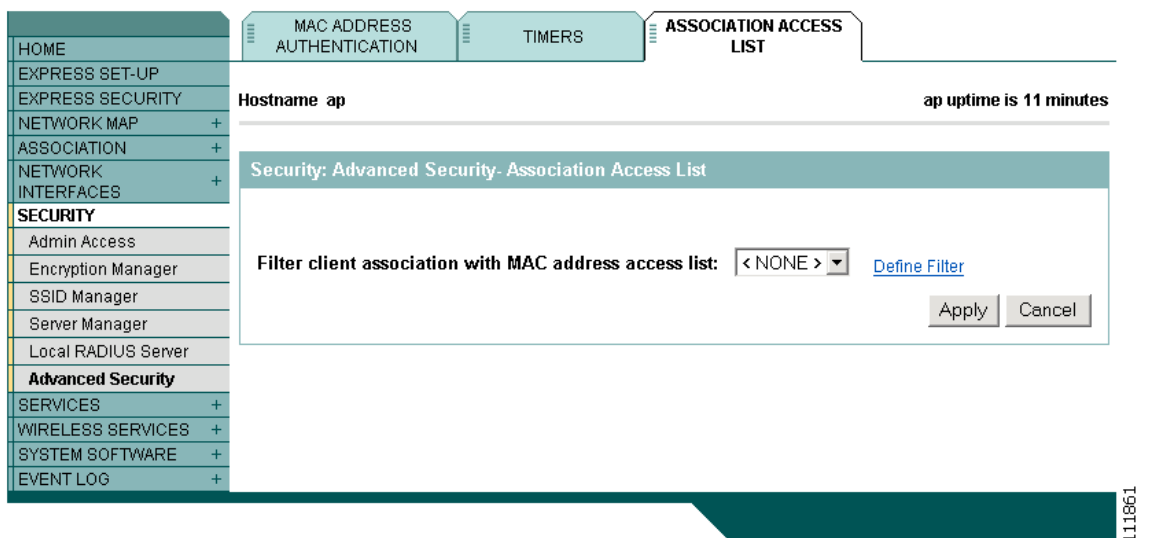 MAC ADDRESS
AUTHENTICATION
TIMERS
ASSOCIATION ACCESS
LIST
HOME
EXPRESS SET-UP
EXPRESS SECURITY
NETWORK MAP +
ASSOCIATION +
NETWORK
INTERFACES +
SECURITY
Admin Access
Encryption Manager
SSID Manager
Server Manager
Local RADIUS Server
Advanced Security
SERVICES +
WIRELESS SERVICES +
SYSTEM SOFTWARE +
EVENT LOG +
Hostname ap
ap uptime is 11 minutes
Security: Advanced Security- Association Access List
Filter client association with MAC address access list: < NONE > Define Filter
Apply Cancel
111861